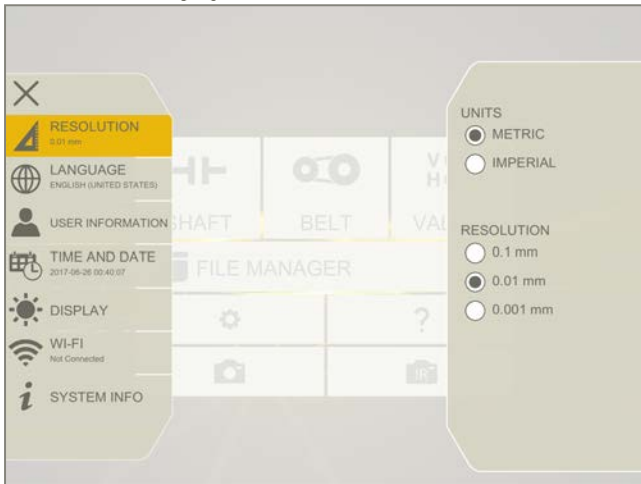 RESOLUTION
0.01 mm
LANGUAGE
ENGLISH (UNITED STATES)
USER INFORMATION
TIME AND DATE
2017-06-26 00:40:07
DISPLAY
WI-FI
Not Connected
SYSTEM INFO
SHAFT
BELT
VAL
FILE MANAGER
?
IR
UNITS
METRIC
IMPERIAL
RESOLUTION
0.1 mm
0.01 mm
0.001 mm